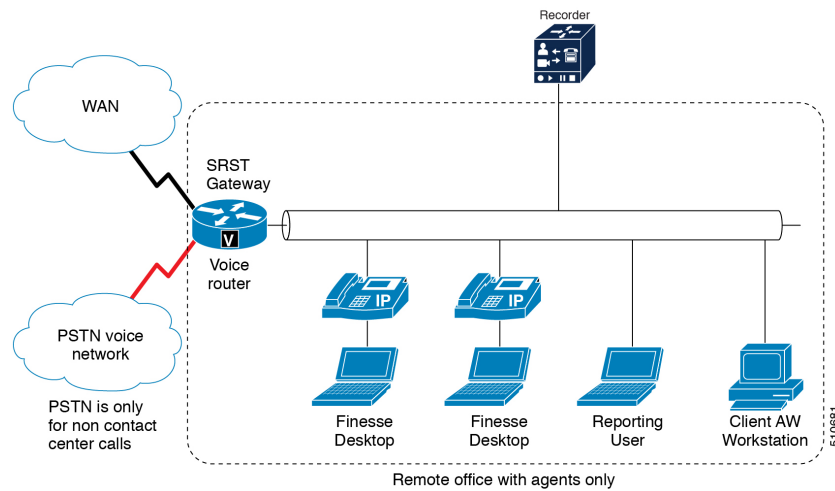 Recorder
WAN
SRST
Gateway
V
Voice
router
IP
IP
PSTN voice
network
PSTN is only
for non contact
center calls
Finesse
Desktop
Finesse
Desktop
Reporting
User
Client AW
Workstation
510681
Remote office with agents only